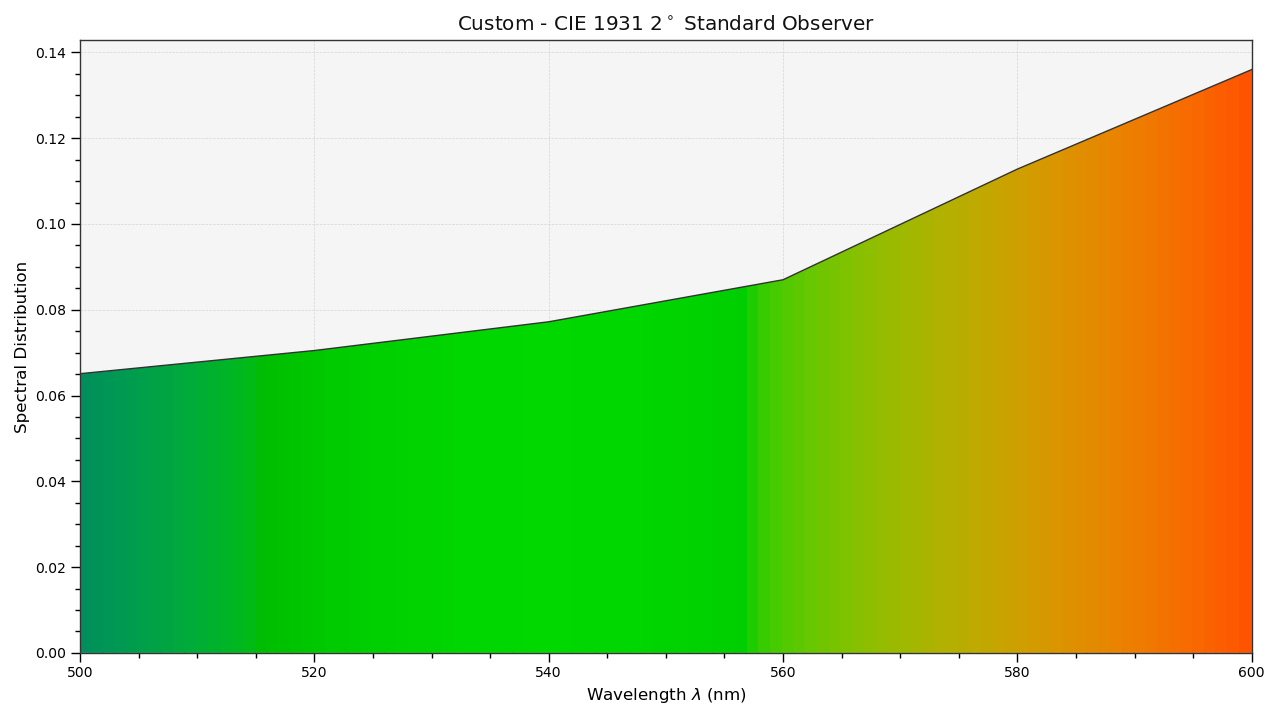 Custom - CIE 1931 2° Standard Observer
0.14
0.12
0.10
0.08
0.06
0.04
0.02
0.00
Spectral Distribution
500 520 540 560 580 600
Wavelength λ (nm)